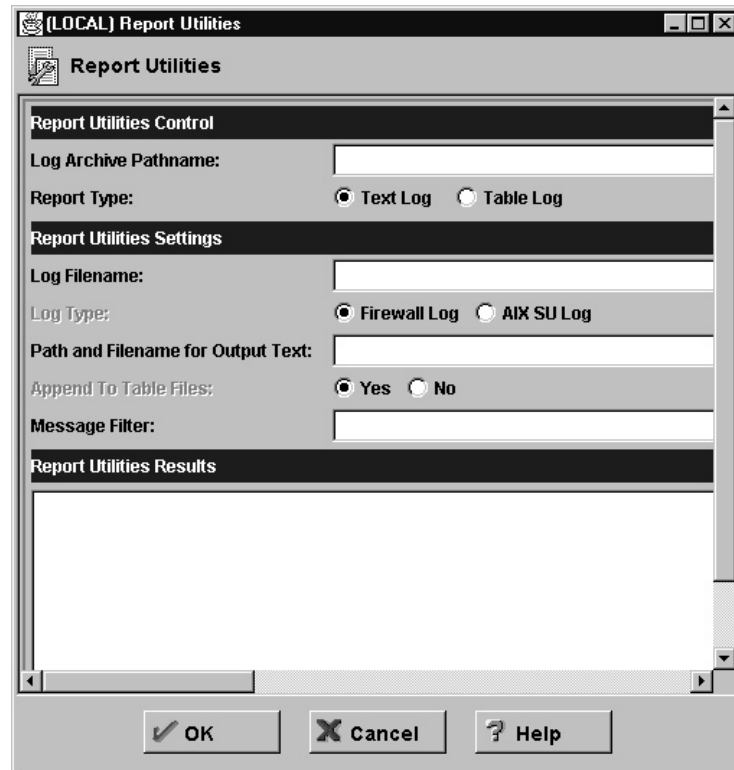 (LOCAL) Report Utilities
Report Utilities
Report Utilities Control
Log Archive Pathname:
Report Type: Text Log Table Log
Report Utilities Settings
Log Filename:
Log Type: Firewall Log AIX SU Log
Path and Filename for Output Text:
Append To Table Files: Yes No
Message Filter:
Report Utilities Results
OK Cancel Help